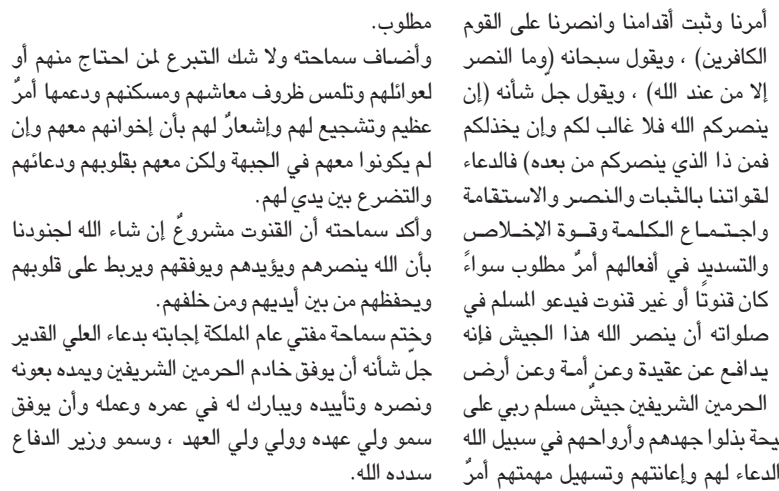 أمرنا وثبت أقدامنا وانصرنا على القوم
الكافرين) ، ويقول سبحانه (وما النصر
إلا من عند الله) ، ويقول جلّ شأنه (إن
ينصركم الله فلا غالب لكم وإن يخذلكم
فمن ذا الذي ينصركم من بعده) فالدعاء
لقواتنا بالثبات والنصر والاستقامة
واجتماع الكلمة وقوة الإخلاص
والتسديد في أفعالهم أمرٌ مطلوب سواءً
كان قنوتًا أو غير قنوت فيدعو المسلم في
صلواته أن ينصر الله هذا الجيش فإنه
يدافع عن عقيدة وعن أمة وعن أرض
الحرمين الشريفين جيشٌ مسلم ربي على
بذلوا جهدهم وأرواحهم في سبيل الله
الدعاء لهم وإعانتهم وتسهيل مهمتهم أمرٌ
مطلوب.
وأضاف سماحته ولا شك التبرع لمن احتاج منهم أو
لعوائلهم وتلمس ظروف معاشهم ومسكنهم ودعمها أمرٌ
عظيم وتشجيع لهم وإشعارٌ لهم بأن إخوانهم معهم وإن
لم يكونوا معهم في الجبهة ولكن معهم بقلوبهم ودعائهم
والتضرع بين يدي لهم.
وأكد سماحته أن القنوت مشروعٌ إن شاء الله لجنودنا
بأن الله ينصرهم ويؤيدهم ويوفقهم ويربط على قلوبهم
ويحفظهم من بين أيديهم ومن خلفهم.
وختم سماحة مفتي عام المملكة إجابته بدعاء العلي القدير
جلّ شأنه أن يوفق خادم الحرمين الشريفين ويمده بعونه
ونصره وتأييده ويبارك له في عمره وعمله وأن يوفق
سمو ولي عهده وولي ولي العهد ، وسمو وزير الدفاع
سدده الله.